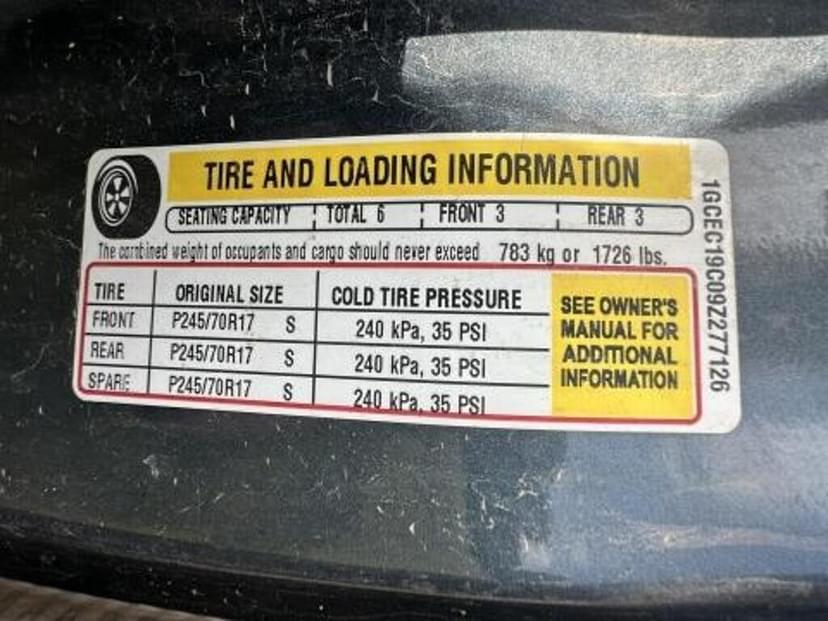 TIRE AND LOADING INFORMATION
SEATING CAPACITY TOTAL 6 FRONT 3 REAR 3
The combined weight of occupants and cargo should never exceed 783 kg or 1726 lbs.
TIRE ORIGINAL SIZE COLD TIRE PRESSURE
FRONT P245/70R17 S 240 kPa, 35 PSI
REAR P245/70R17 S 240 kPa, 35 PSI
SPARE P245/70R17 S 240 kPa, 35 PSI
SEE OWNER'S
MANUAL FOR
ADDITIONAL
INFORMATION
1GCEC19C09Z277126